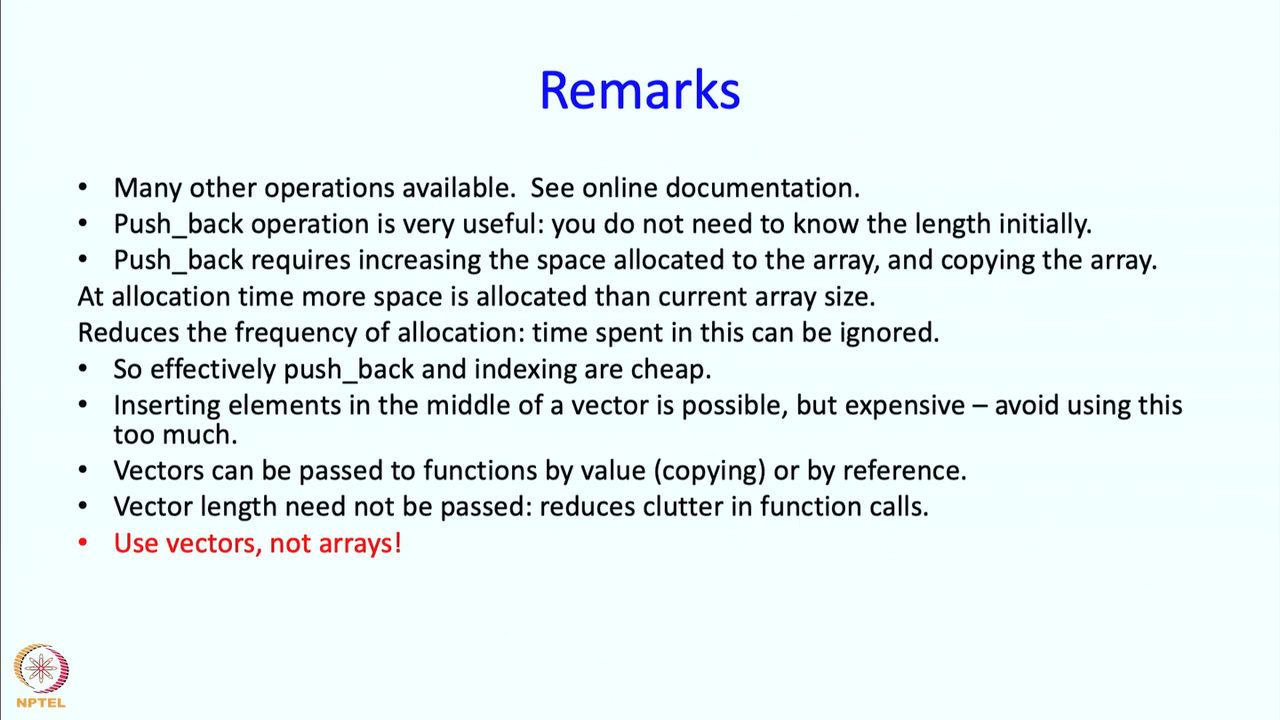 Remarks
• Many other operations available. See online documentation.
• Push_back operation is very useful: you do not need to know the length initially.
• Push_back requires increasing the space allocated to the array, and copying the array.
At allocation time more space is allocated than current array size.
Reduces the frequency of allocation: time spent in this can be ignored.
• So effectively push_back and indexing are cheap.
• Inserting elements in the middle of a vector is possible, but expensive – avoid using this
too much.
• Vectors can be passed to functions by value (copying) or by reference.
• Vector length need not be passed: reduces clutter in function calls.
• Use vectors, not arrays!
NPTEL